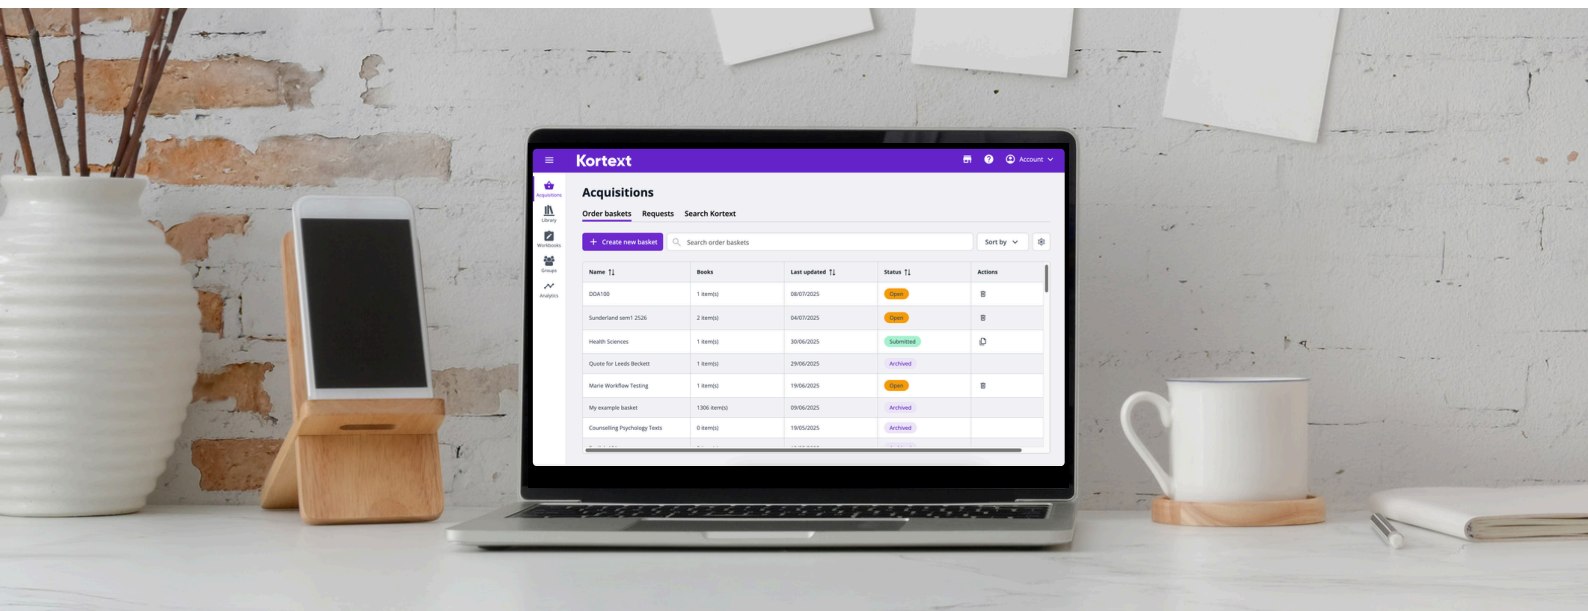 Kortext
Account
Acquisitions
Library
Workbooks
Groups
Analytics
Acquisitions
Order baskets Requests Search Kortext
+ Create new basket Search order baskets Sort by
Name Books Last updated Status Actions
DDA100 1 item(s) 08/07/2025 Open
Sunderland sem1 2526 2 item(s) 04/07/2025 Open
Health Sciences 1 item(s) 30/06/2025 Submitted
Quote for Leeds Beckett 1 item(s) 29/06/2025 Archived
Marie Workflow Testing 1 item(s) 19/06/2025 Open
My example basket 1306 item(s) 09/06/2025 Archived
Counselling Psychology Texts 0 item(s) 19/05/2025 Archived